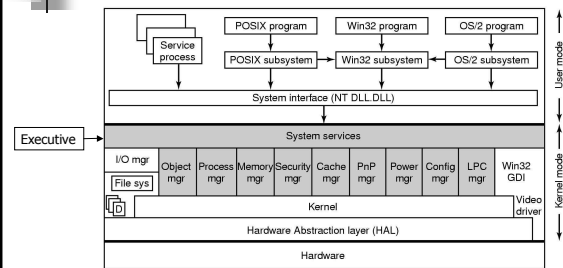 POSIX program Win32 program OS/2 program
Service
process
POSIX subsystem Win32 subsystem OS/2 subsystem
System interface (NT DLL.DLL)
User mode
Executive
System services
I/O mgr
File sys
Object
mgr
Process
mgr
Memory
mgr
Security
mgr
Cache
mgr
PnP
mgr
Power
mgr
Config
mgr
LPC
mgr
Win32
GDI
Kernel mode
D
Kernel
Video
driver
Hardware Abstraction layer (HAL)
Hardware